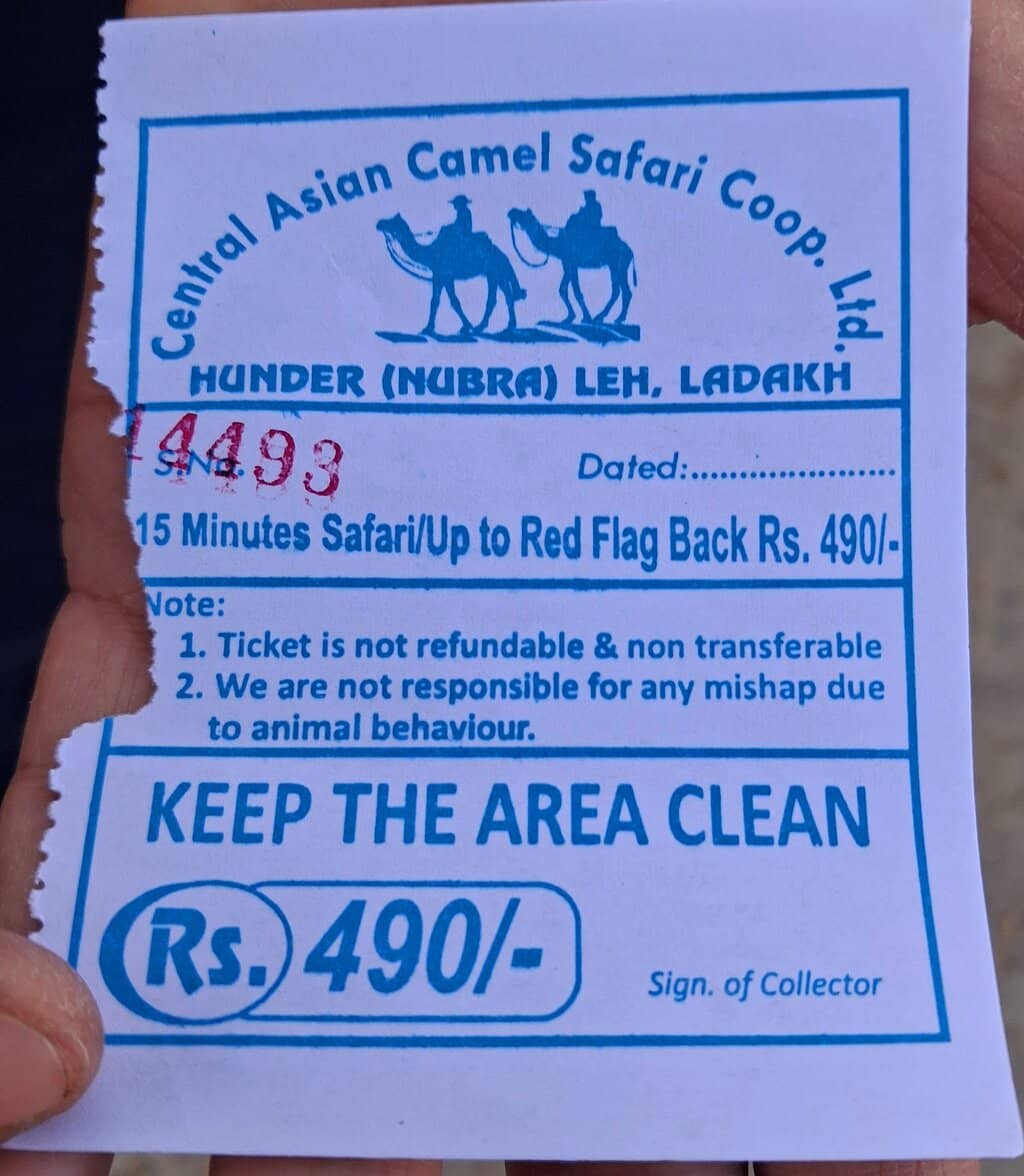 Central Asian Camel Safari Coop. Ltd.
HUNDER (NUBRA) LEH, LADAKH
14493
S.No.
Dated:.....................
15 Minutes Safari/Up to Red Flag Back Rs. 490/-
Note:
1. Ticket is not refundable & non transferable
2. We are not responsible for any mishap due
to animal behaviour.
KEEP THE AREA CLEAN
Rs. 490/-
Sign. of Collector